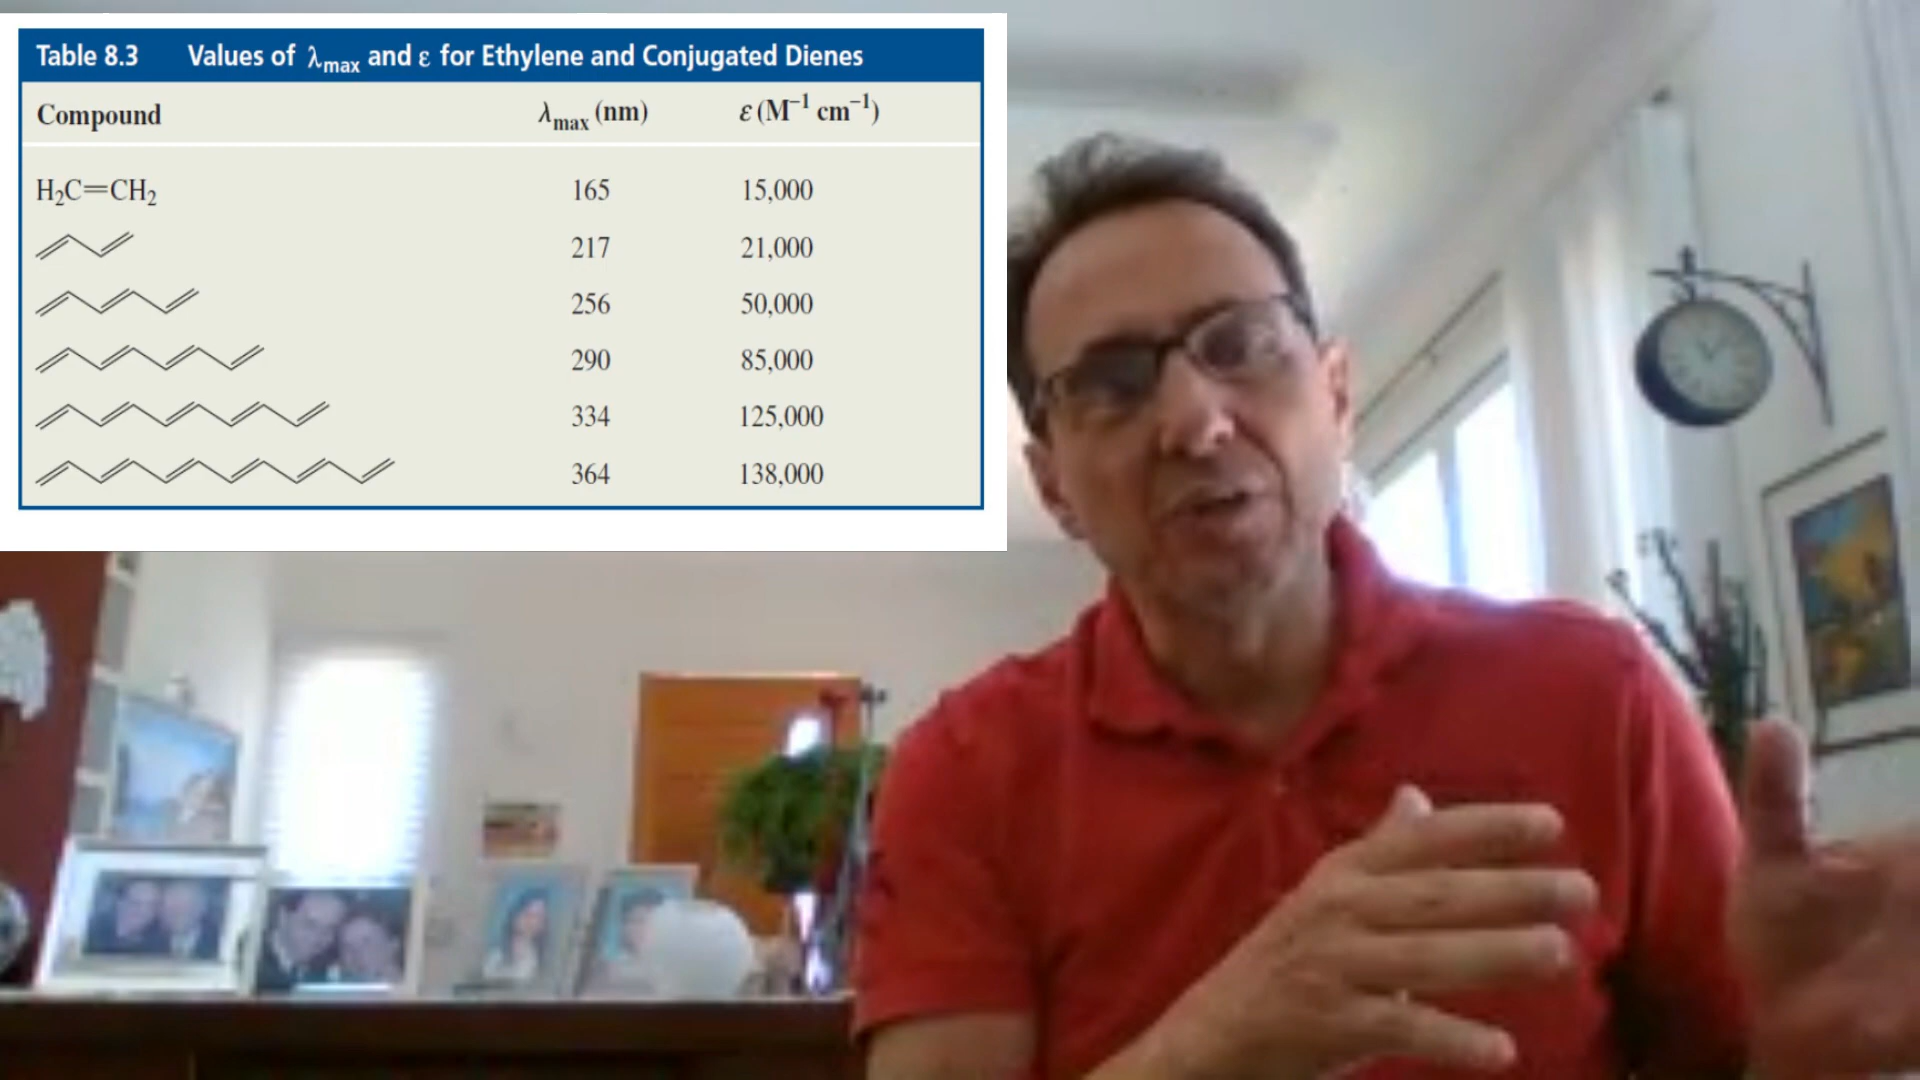 Table 8.3 Values of λmax and ε for Ethylene and Conjugated Dienes
Compound λmax (nm) ε (M⁻¹ cm⁻¹)
H₂C=CH₂ 165 15,000
217 21,000
256 50,000
290 85,000
334 125,000
364 138,000